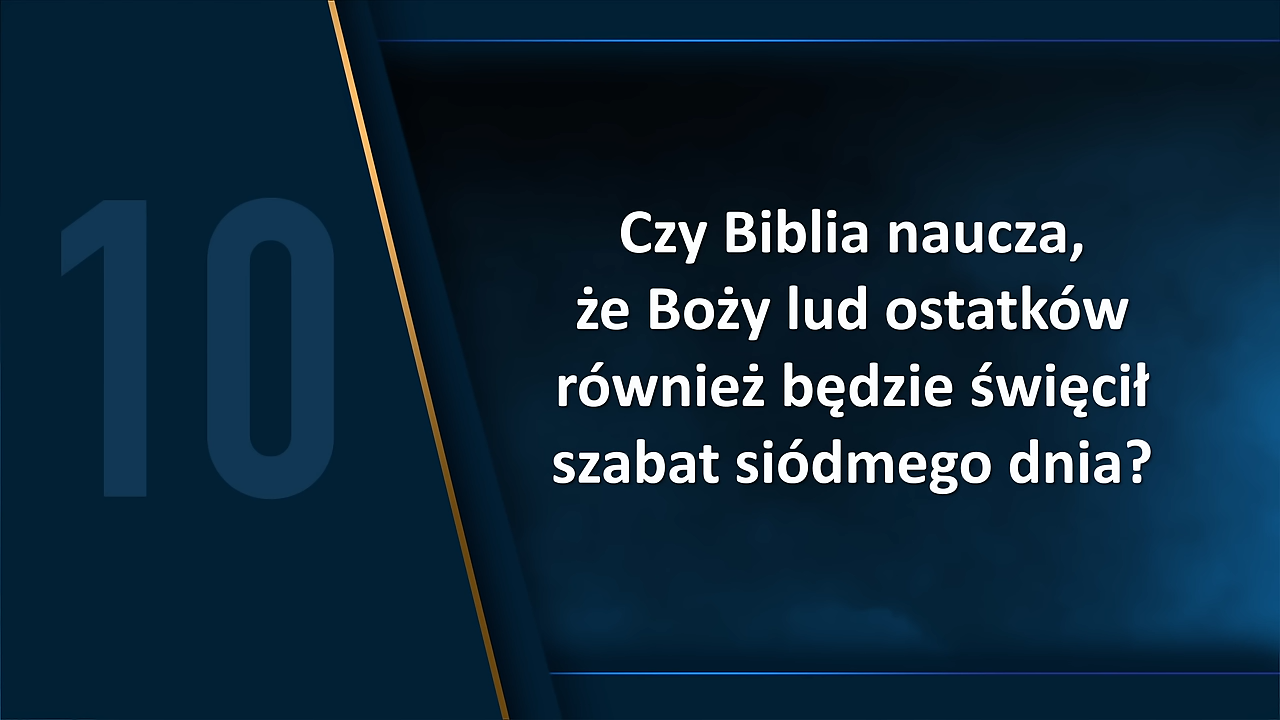 10
Czy Biblia naucza,
że Boży lud ostatków
również będzie święcił
szabat siódmego dnia?